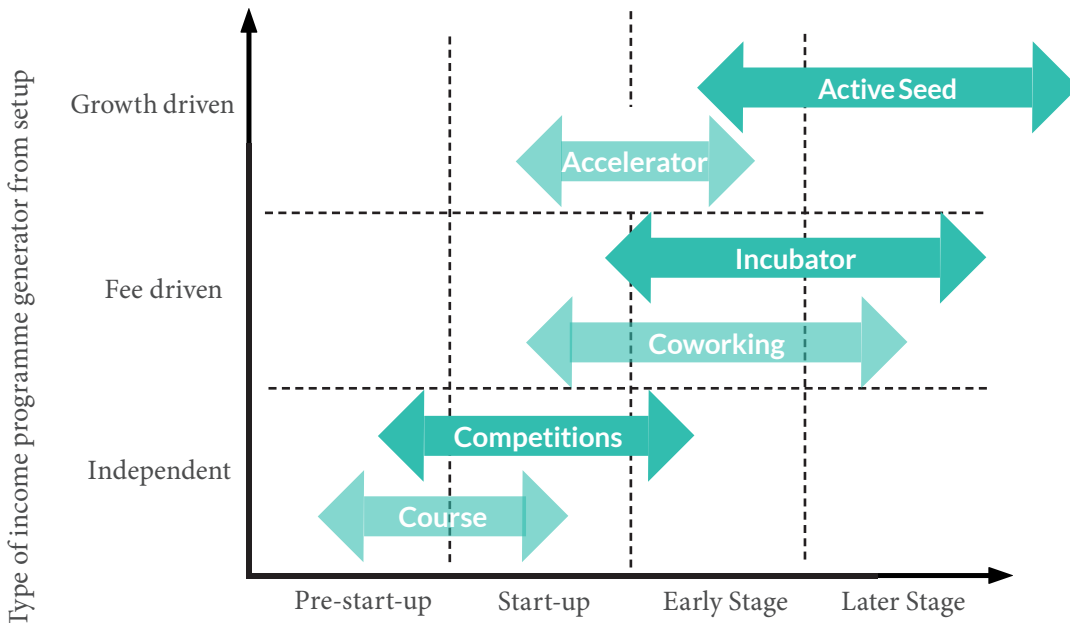 Type of income programme generator from setup
Growth driven
Active Seed
Accelerator
Fee driven
Incubator
Coworking
Independent
Competitions
Course
Pre-start-up
Start-up
Early Stage
Later Stage